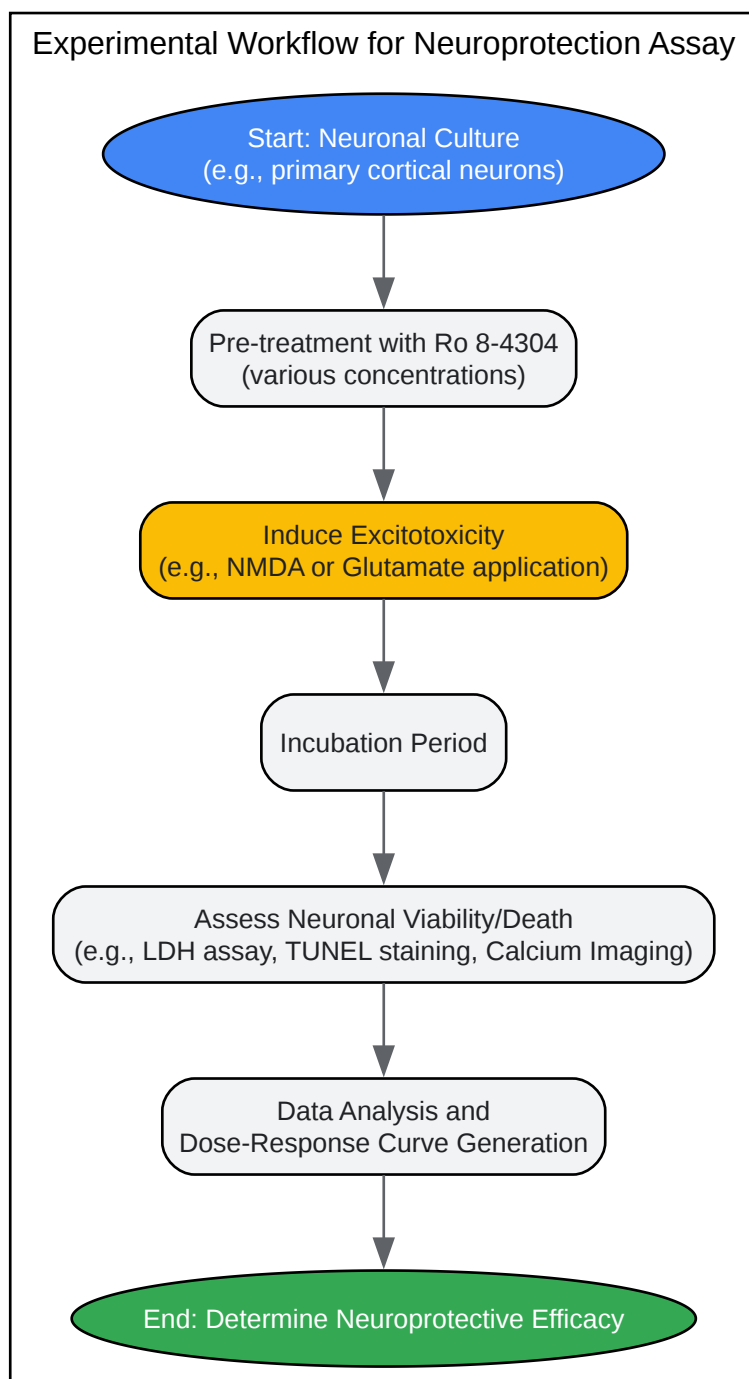 Experimental Workflow for Neuroprotection Assay
Start: Neuronal Culture
(e.g., primary cortical neurons)
Pre-treatment with Ro 8-4304
(various concentrations)
Induce Excitotoxicity
(e.g., NMDA or Glutamate application)
Incubation Period
Assess Neuronal Viability/Death
(e.g., LDH assay, TUNEL staining, Calcium Imaging)
Data Analysis and
Dose-Response Curve Generation
End: Determine Neuroprotective Efficacy